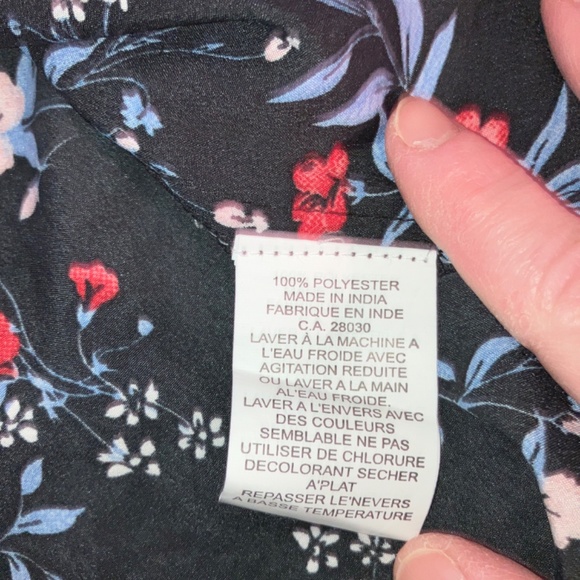 100% POLYESTER
MADE IN INDIA
FABRIQUE EN INDE
C.A. 28030
LAVER À LA MACHINE A
L'EAU FROIDE AVEC
AGITATION REDUITE
OU LAVER A LA MAIN
AL'EAU FROIDE,
LAVER A L'ENVERS AVEC
DES COULEURS
SEMBLABLE NE PAS
UTILISER DE CHLORURE
DECOLORANT SECHER
A'PLAT
REPASSER LE'NEVERS
A BASSE TEMPERATURE